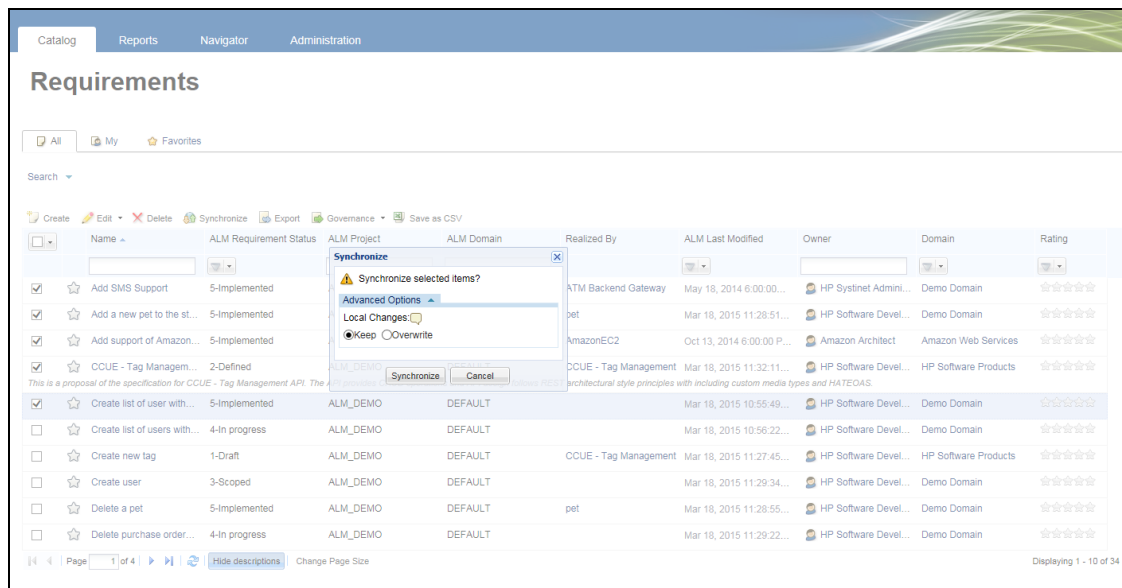 Catalog Reports Navigator Administration
Requirements
All My Favorites
Search
Create Edit Delete Synchronize Export Governance Save as CSV
Name ALM Requirement Status ALM Project ALM Domain Realized By ALM Last Modified Owner Domain Rating
Synchronize
Synchronize selected items?
Advanced Options
Local Changes:
Keep Overwrite
Synchronize Cancel
Add SMS Support 5-Implemented ATM Backend Gateway May 18, 2014 6:00:00... HP Systinet Admini... Demo Domain
Add a new pet to the st... 5-Implemented pet Mar 18, 2015 11:28:51... HP Software Devel... Demo Domain
Add support of Amazon... 5-Implemented AmazonEC2 Oct 13, 2014 6:00:00 P... Amazon Architect Amazon Web Services
CCUE - Tag Managem... 2-Defined ALM_DEMO DEFAULT CCUE - Tag Management Mar 18, 2015 11:32:11... HP Software Devel... HP Software Products
This is a proposal of the specification for CCUE - Tag Management API. The architectural style principles with including custom media types and HATEOAS.
Create list of user with... 5-Implemented ALM_DEMO DEFAULT Mar 18, 2015 10:55:49... HP Software Devel... Demo Domain
Create list of users with... 4-In progress ALM_DEMO DEFAULT Mar 18, 2015 10:56:22... HP Software Devel... Demo Domain
Create new tag 1-Draft ALM_DEMO DEFAULT CCUE - Tag Management Mar 18, 2015 11:27:45... HP Software Devel... HP Software Products
Create user 3-Scoped ALM_DEMO DEFAULT Mar 18, 2015 11:29:34... HP Software Devel... Demo Domain
Delete a pet 5-Implemented ALM_DEMO DEFAULT pet Mar 18, 2015 11:28:55... HP Software Devel... Demo Domain
Delete purchase order... 4-In progress ALM_DEMO DEFAULT Mar 18, 2015 11:29:22... HP Software Devel... Demo Domain
Page 1 of 4 Hide descriptions Change Page Size Displaying 1 - 10 of 34